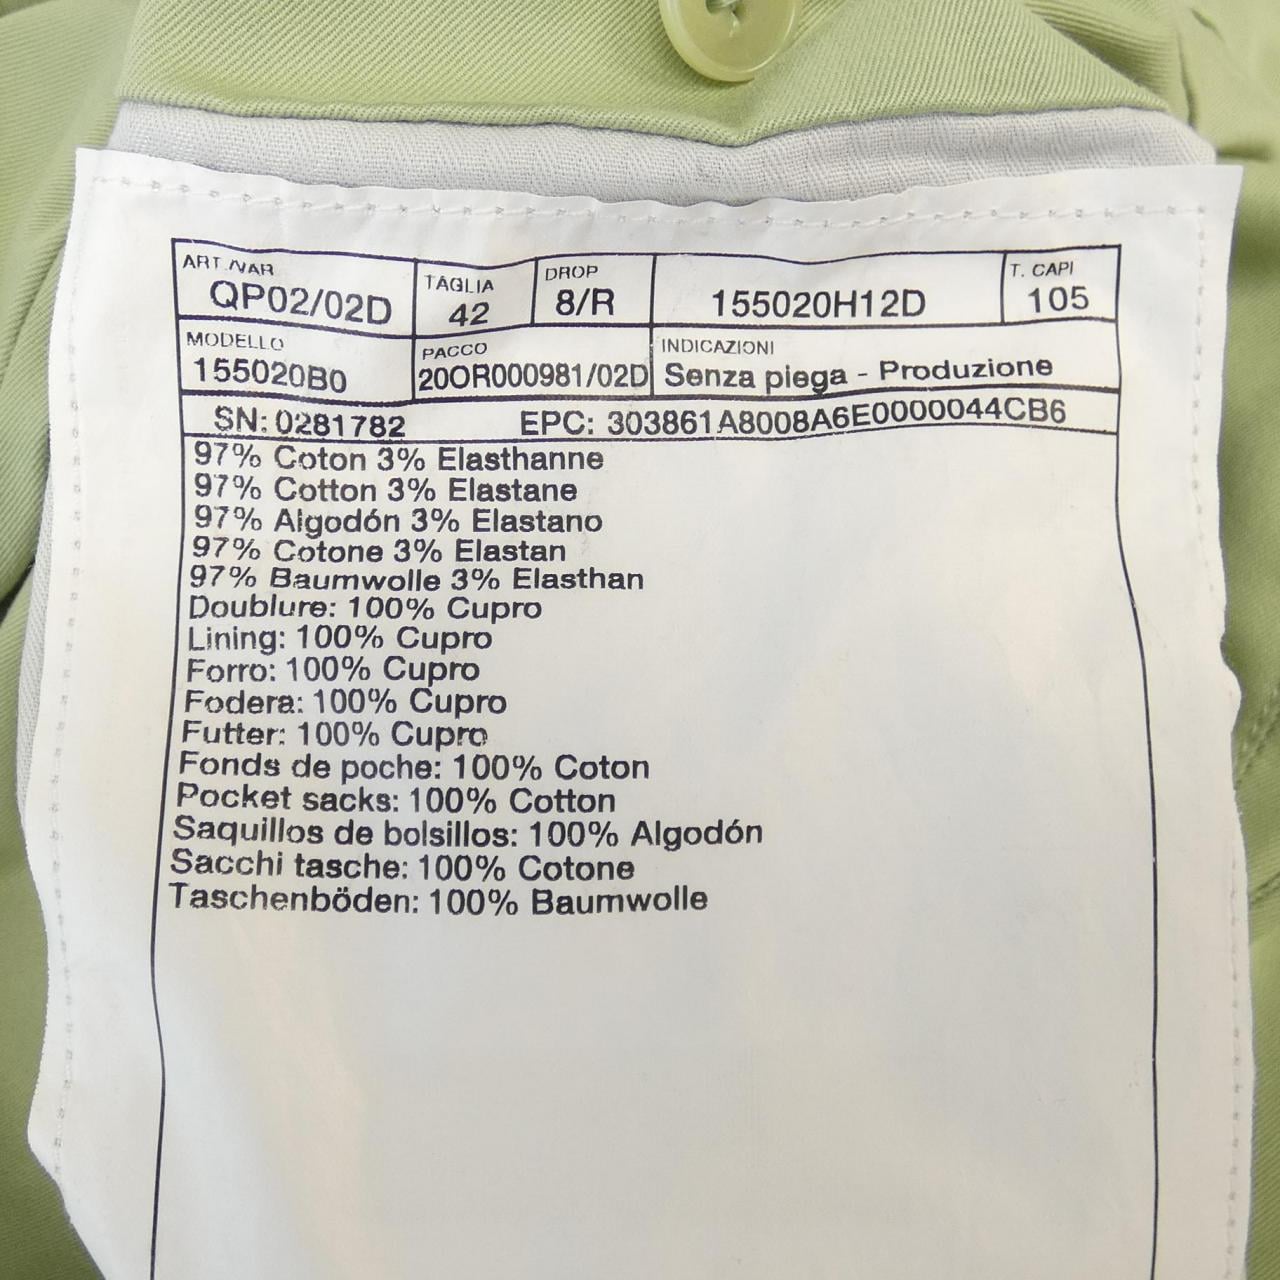 ART./VAR TAGLIA DROP T. CAPI
QP02/02D 42 8/R 155020H12D 105
MODELLO PACCO INDICAZIONI
155020B0 20OR000981/02D Senza piega - Produzione
SN: 0281782 EPC: 303861A8008A6E0000044CB6
97% Coton 3% Elasthanne
97% Cotton 3% Elastane
97% Algodón 3% Elastano
97% Cotone 3% Elastan
97% Baumwolle 3% Elasthan
Doublure: 100% Cupro
Lining: 100% Cupro
Forro: 100% Cupro
Fodera: 100% Cupro
Futter: 100% Cupro
Fonds de poche: 100% Coton
Pocket sacks: 100% Cotton
Saquillos de bolsillos: 100% Algodón
Sacchi tasche: 100% Cotone
Taschenböden: 100% Baumwolle